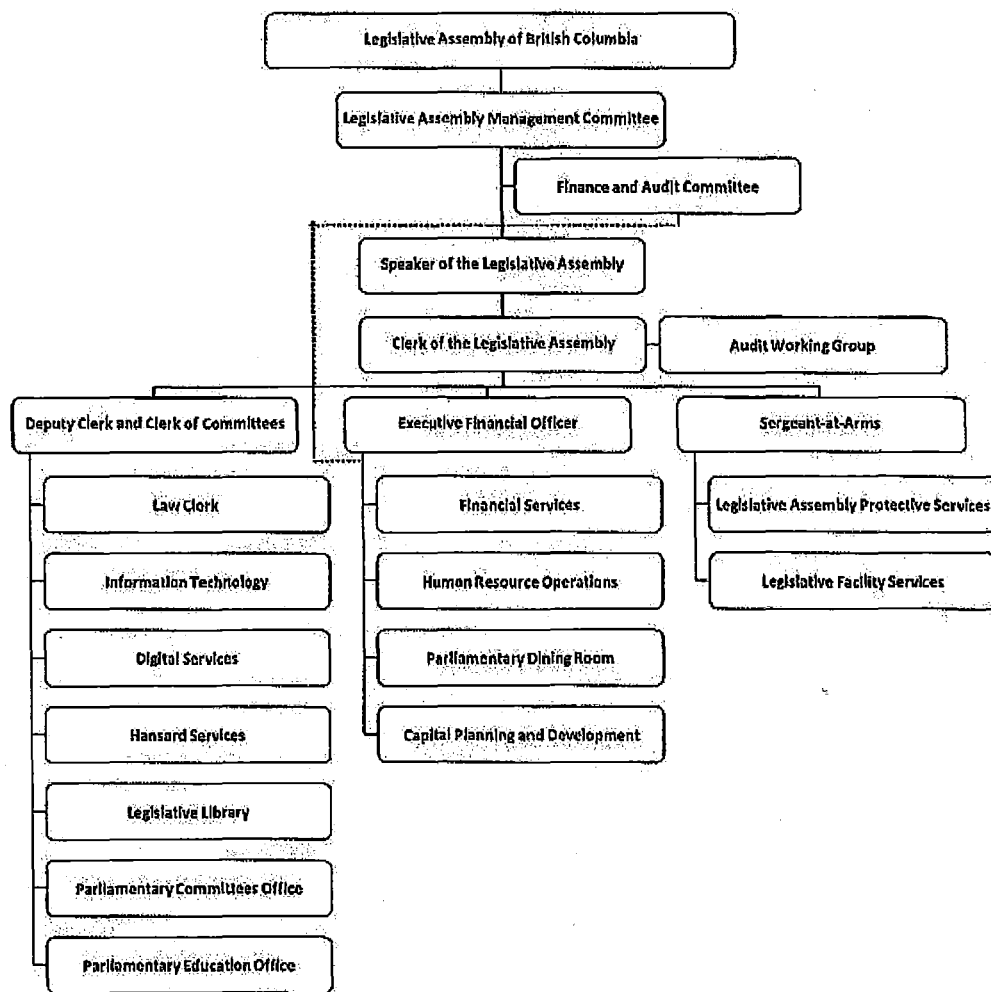 Legislative Assembly of British Columbia
Legislative Assembly Management Committee
Finance and Audit Committee
Speaker of the Legislative Assembly
Clerk of the Legislative Assembly
Audit Working Group
Deputy Clerk and Clerk of Committees
Executive Financial Officer
Sergeant-at-Arms
Law Clerk
Information Technology
Digital Services
Hansard Services
Legislative Library
Parliamentary Committees Office
Parliamentary Education Office
Financial Services
Human Resource Operations
Parliamentary Dining Room
Capital Planning and Development
Legislative Assembly Protective Services
Legislative Facility Services